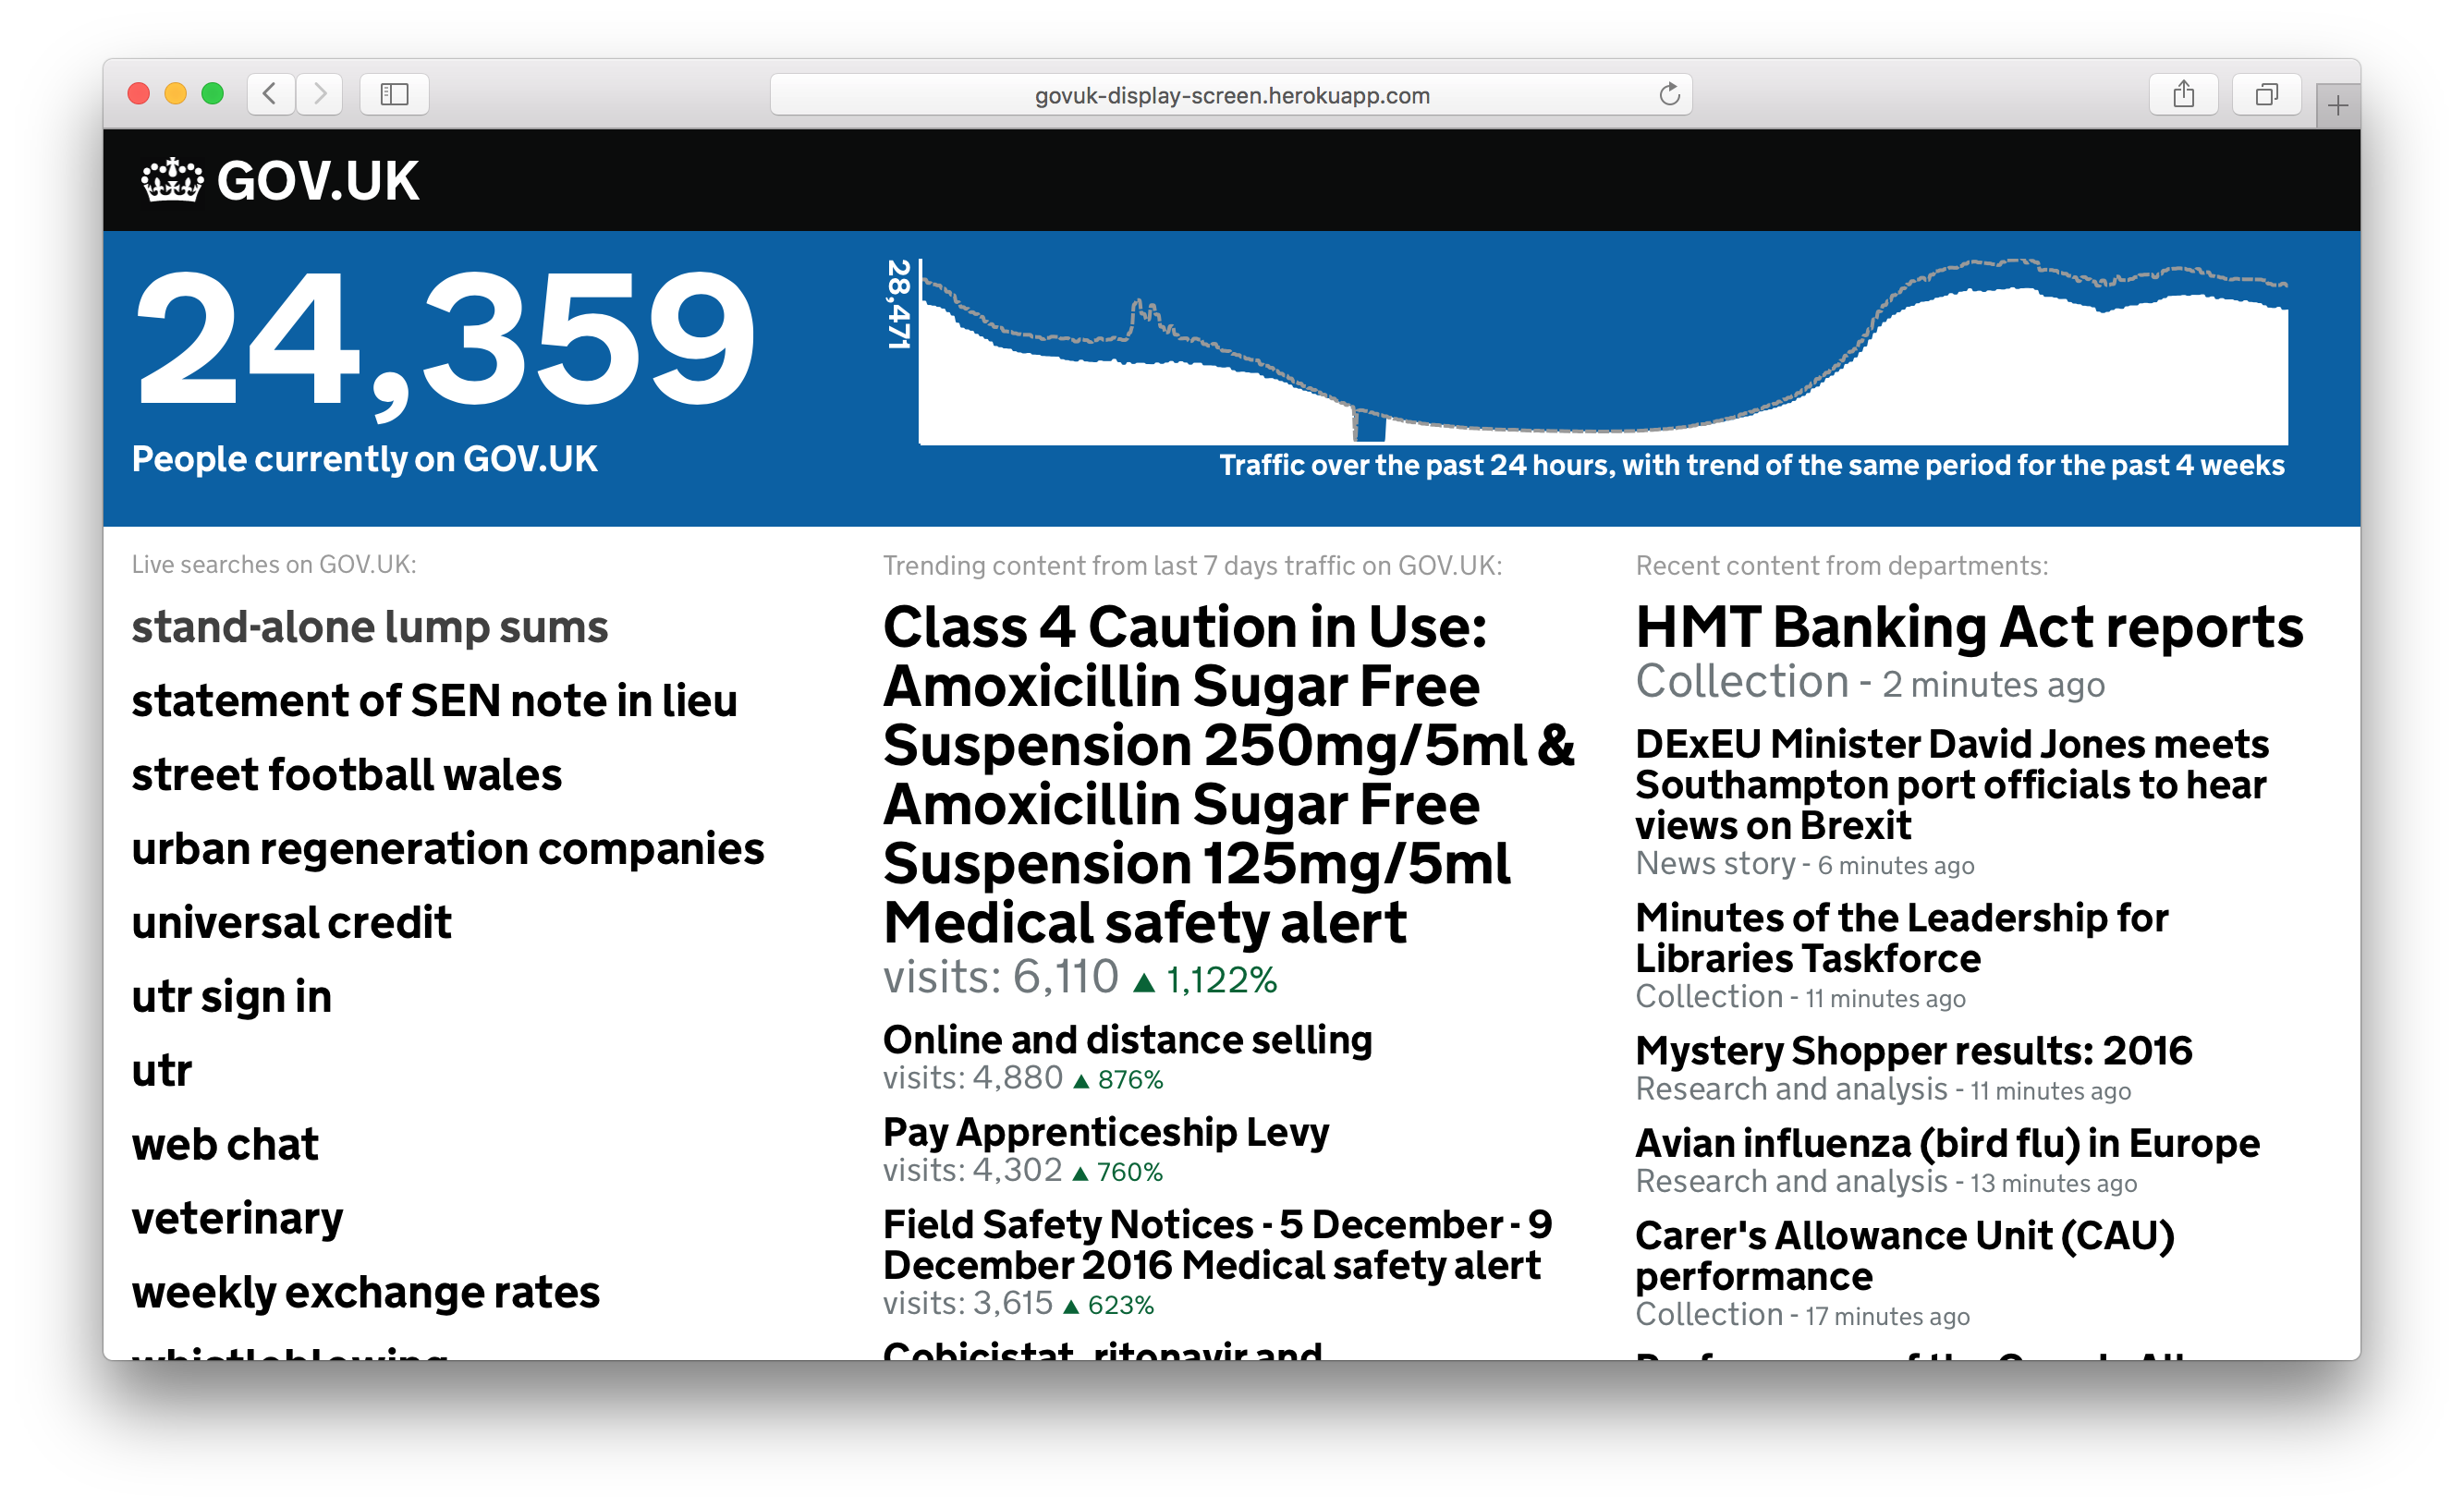 govuk-display-screen.herokuapp.com
GOV.UK
24,359
People currently on GOV.UK
28,471
Traffic over the past 24 hours, with trend of the same period for the past 4 weeks
Live searches on GOV.UK:
stand-alone lump sums
statement of SEN note in lieu
street football wales
urban regeneration companies
universal credit
utr sign in
utr
web chat
veterinary
weekly exchange rates
whistleblowing
Trending content from last 7 days traffic on GOV.UK:
Class 4 Caution in Use:
Amoxicillin Sugar Free
Suspension 250mg/5ml &
Amoxicillin Sugar Free
Suspension 125mg/5ml
Medical safety alert
visits: 6,110 ▲ 1,122%
Online and distance selling
visits: 4,880 ▲ 876%
Pay Apprenticeship Levy
visits: 4,302 ▲ 760%
Field Safety Notices - 5 December - 9
December 2016 Medical safety alert
visits: 3,615 ▲ 623%
Cobicistat, ritonavir and
Recent content from departments:
HMT Banking Act reports
Collection - 2 minutes ago
DExEU Minister David Jones meets
Southampton port officials to hear
views on Brexit
News story - 6 minutes ago
Minutes of the Leadership for
Libraries Taskforce
Collection - 11 minutes ago
Mystery Shopper results: 2016
Research and analysis - 11 minutes ago
Avian influenza (bird flu) in Europe
Research and analysis - 13 minutes ago
Carer's Allowance Unit (CAU)
performance
Collection - 17 minutes ago